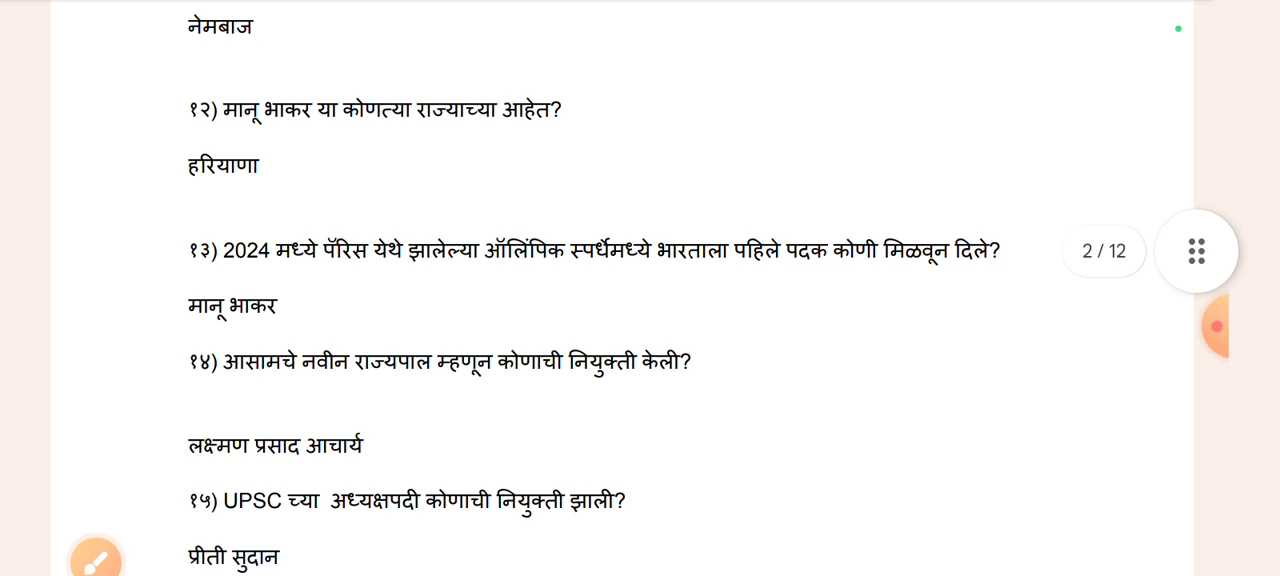 नेमबाज
१२) मानू भाकर या कोणत्या राज्याच्या आहेत?
हरियाणा
१३) 2024 मध्ये पॅरिस येथे झालेल्या ऑलिंपिक स्पर्धेमध्ये भारताला पहिले पदक कोणी मिळवून दिले?
2 / 12
मानू भाकर
१४) आसामचे नवीन राज्यपाल म्हणून कोणाची नियुक्ती केली?
लक्ष्मण प्रसाद आचार्य
१५) UPSC च्या अध्यक्षपदी कोणाची नियुक्ती झाली?
प्रीती सुदान